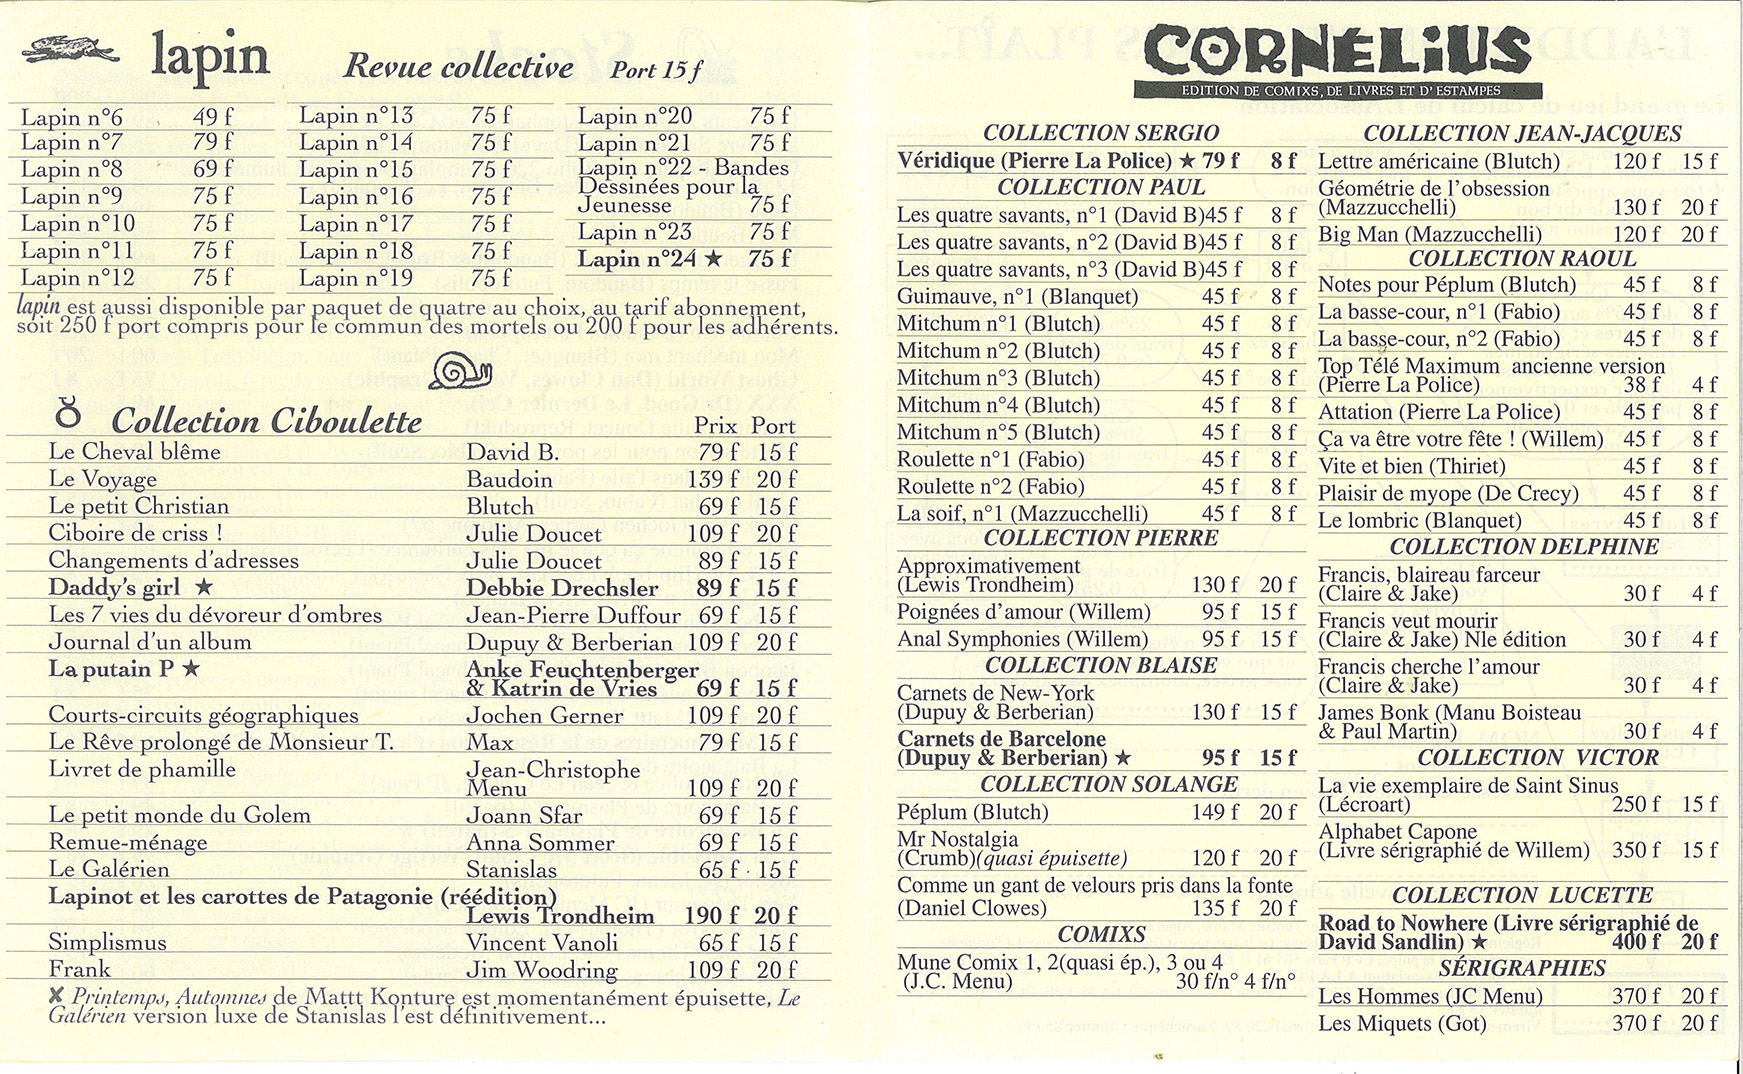 lapin Revue collective Port 15 f
Lapin n°6 49 f
Lapin n°7 79 f
Lapin n°8 69 f
Lapin n°9 75 f
Lapin n°10 75 f
Lapin n°11 75 f
Lapin n°12 75 f
Lapin n°13 75 f
Lapin n°14 75 f
Lapin n°15 75 f
Lapin n°16 75 f
Lapin n°17 75 f
Lapin n°18 75 f
Lapin n°19 75 f
Lapin n°20 75 f
Lapin n°21 75 f
Lapin n°22 - Bandes
Dessinées pour la
Jeunesse 75 f
Lapin n°23 75 f
Lapin n°24 ★ 75 f
lapin est aussi disponible par paquet de quatre au choix, au tarif abonnement,
soit 250 f port compris pour le commun des mortels ou 200 f pour les adhérents.
Collection Ciboulette Prix Port
Le Cheval blême David B. 79 f 15 f
Le Voyage Baudoin 139 f 20 f
Le petit Christian Blutch 69 f 15 f
Ciboire de criss ! Julie Doucet 109 f 20 f
Changements d'adresses Julie Doucet 89 f 15 f
Daddy's girl ★ Debbie Drechsler 89 f 15 f
Les 7 vies du dévoreur d'ombres Jean-Pierre Duffour 69 f 15 f
Journal d'un album Dupuy & Berberian 109 f 20 f
La putain P ★ Anke Feuchtenberger
& Katrin de Vries 69 f 15 f
Courts-circuits géographiques Jochen Gerner 109 f 20 f
Le Rêve prolongé de Monsieur T. Max 79 f 15 f
Livret de phamille Jean-Christophe
Menu 109 f 20 f
Le petit monde du Golem Joann Sfar 69 f 15 f
Remue-ménage Anna Sommer 69 f 15 f
Le Galérien Stanislas 65 f 15 f
Lapinot et les carottes de Patagonie (réédition)
Lewis Trondheim 190 f 20 f
Simplismus Vincent Vanoli 65 f 15 f
Frank Jim Woodring 109 f 20 f
✘ Printemps, Automnes de Mattt Konture est momentanément épuisette, Le
Galérien version luxe de Stanislas l'est définitivement...
CORNÉLIUS
EDITION DE COMIXS, DE LIVRES ET D'ESTAMPES
COLLECTION SERGIO
Véridique (Pierre La Police) ★ 79 f 8 f
COLLECTION PAUL
Les quatre savants, n°1 (David B)45 f 8 f
Les quatre savants, n°2 (David B)45 f 8 f
Les quatre savants, n°3 (David B)45 f 8 f
Guimauve, n°1 (Blanquet) 45 f 8 f
Mitchum n°1 (Blutch) 45 f 8 f
Mitchum n°2 (Blutch) 45 f 8 f
Mitchum n°3 (Blutch) 45 f 8 f
Mitchum n°4 (Blutch) 45 f 8 f
Mitchum n°5 (Blutch) 45 f 8 f
Roulette n°1 (Fabio) 45 f 8 f
Roulette n°2 (Fabio) 45 f 8 f
La soif, n°1 (Mazzucchelli) 45 f 8 f
COLLECTION PIERRE
Approximativement
(Lewis Trondheim) 130 f 20 f
Poignées d'amour (Willem) 95 f 15 f
Anal Symphonies (Willem) 95 f 15 f
COLLECTION BLAISE
Carnets de New-York
(Dupuy & Berberian) 130 f 15 f
Carnets de Barcelone
(Dupuy & Berberian) ★ 95 f 15 f
COLLECTION SOLANGE
Péplum (Blutch) 149 f 20 f
Mr Nostalgia
(Crumb)(quasi épuisette) 120 f 20 f
Comme un gant de velours pris dans la fonte
(Daniel Clowes) 135 f 20 f
COMIXS
Mune Comix 1, 2(quasi ép.), 3 ou 4
(J.C. Menu) 30 f/n° 4 f/n°
COLLECTION JEAN-JACQUES
Lettre américaine (Blutch) 120 f 15 f
Géométrie de l'obsession
(Mazzucchelli) 130 f 20 f
Big Man (Mazzucchelli) 120 f 20 f
COLLECTION RAOUL
Notes pour Péplum (Blutch) 45 f 8 f
La basse-cour, n°1 (Fabio) 45 f 8 f
La basse-cour, n°2 (Fabio) 45 f 8 f
Top Télé Maximum ancienne version
(Pierre La Police) 38 f 4 f
Attation (Pierre La Police) 45 f 8 f
Ça va être votre fête ! (Willem) 45 f 8 f
Vite et bien (Thiriet) 45 f 8 f
Plaisir de myope (De Crecy) 45 f 8 f
Le lombric (Blanquet) 45 f 8 f
COLLECTION DELPHINE
Francis, blaireau farceur
(Claire & Jake) 30 f 4 f
Francis veut mourir
(Claire & Jake) Nle édition 30 f 4 f
Francis cherche l'amour
(Claire & Jake) 30 f 4 f
James Bonk (Manu Boisteau
& Paul Martin) 30 f 4 f
COLLECTION VICTOR
La vie exemplaire de Saint Sinus
(Lécroart) 250 f 15 f
Alphabet Capone
(Livre sérigraphié de Willem) 350 f 15 f
COLLECTION LUCETTE
Road to Nowhere (Livre sérigraphié de
David Sandlin) ★ 400 f 20 f
SÉRIGRAPHIES
Les Hommes (JC Menu) 370 f 20 f
Les Miquets (Got) 370 f 20 f